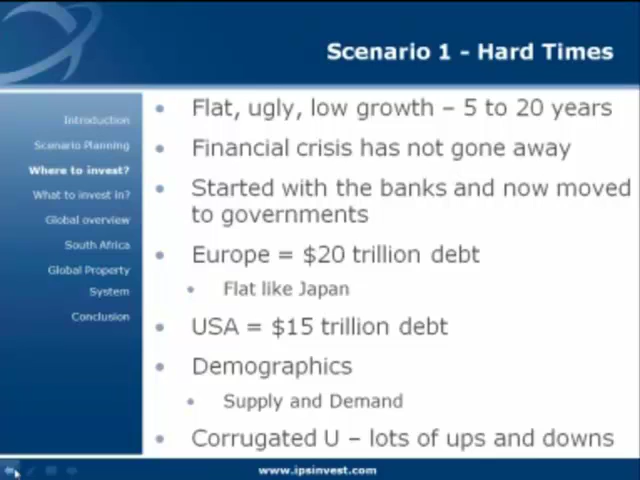 Scenario 1 - Hard Times
Introduction
Scenario Planning
Where to invest?
What to invest in?
Global overview
South Africa
Global Property
System
Conclusion
• Flat, ugly, low growth – 5 to 20 years
• Financial crisis has not gone away
• Started with the banks and now moved
to governments
• Europe = $20 trillion debt
• Flat like Japan
• USA = $15 trillion debt
• Demographics
• Supply and Demand
• Corrugated U – lots of ups and downs
www.ipsinvest.com